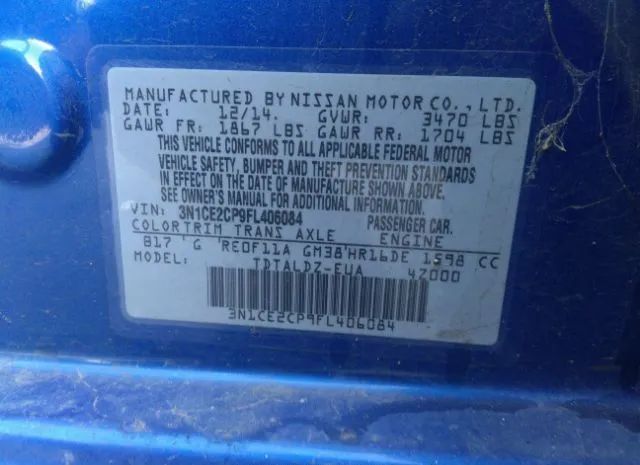 MANUFACTURED BY NISSAN MOTOR CO., LTD.
DATE: 12/14. GVWR: 3470 LBS
GAWR FR: 1867 LBS GAWR RR: 1704 LBS
THIS VEHICLE CONFORMS TO ALL APPLICABLE FEDERAL MOTOR
VEHICLE SAFETY, BUMPER AND THEFT PREVENTION STANDARDS
IN EFFECT ON THE DATE OF MANUFACTURE SHOWN ABOVE.
SEE OWNER'S MANUAL FOR ADDITIONAL INFORMATION.
VIN: 3N1CE2CP9FL406084 PASSENGER CAR.
COLOR TRIM TRANS AXLE ENGINE
B17 G RE0F11A GM38 HR16DE 1598 CC
MODEL: TDTALDZ-EUA 4Z000
3N1CE2CP9FL406084